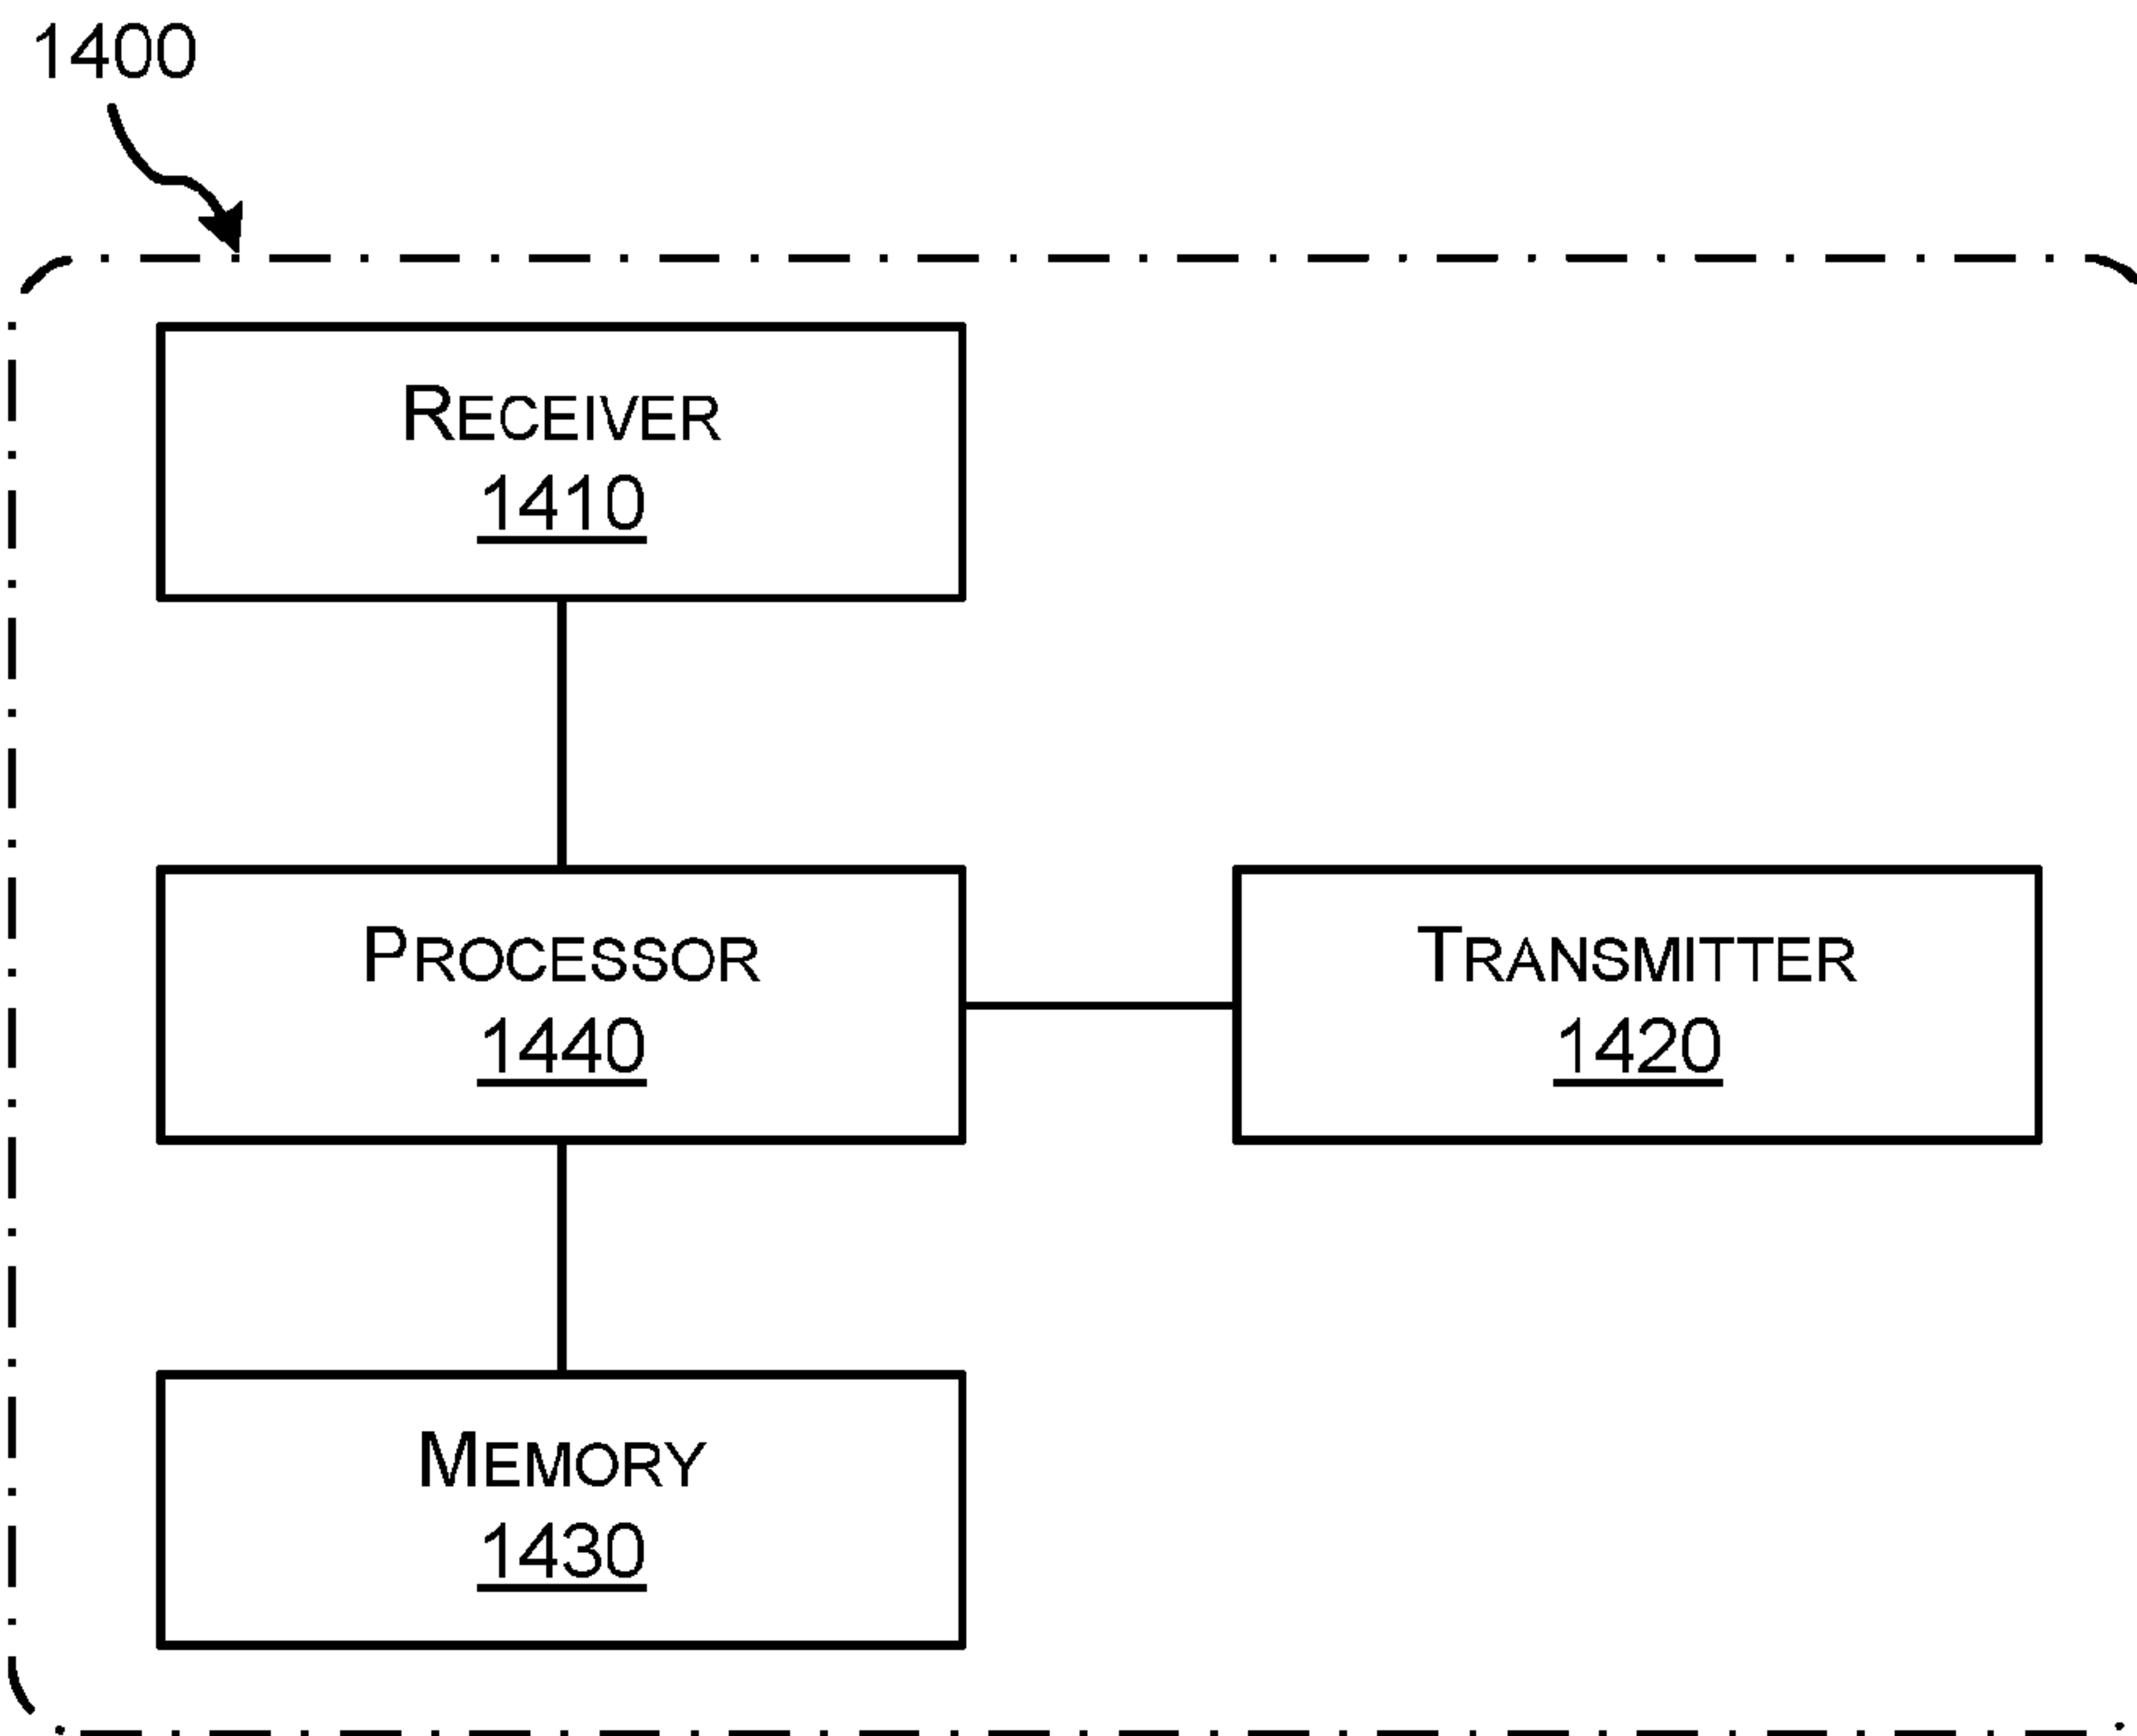 1400
RECEIVER
1410
PROCESSOR
1440
TRANSMITTER
1420
MEMORY
1430